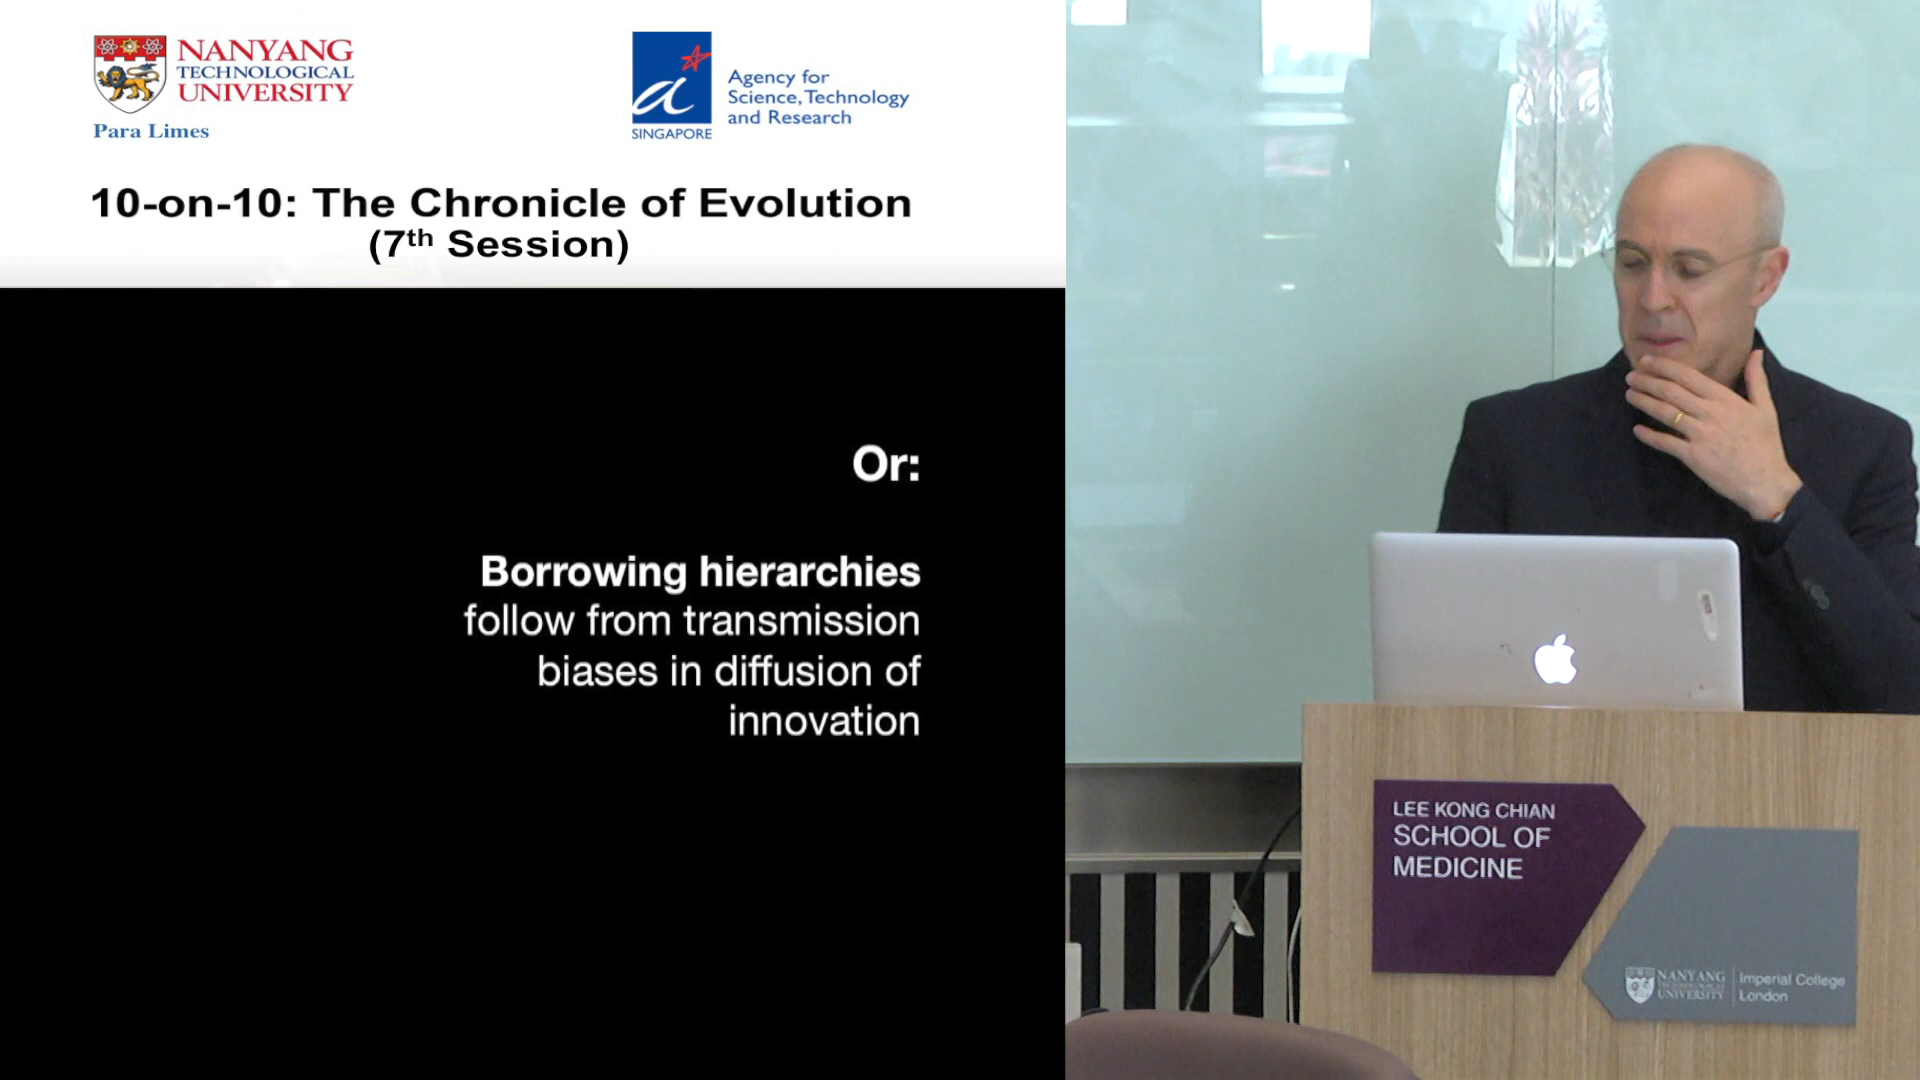 NANYANG
TECHNOLOGICAL
UNIVERSITY
Para Limes
a
SINGAPORE
Agency for
Science, Technology
and Research
10-on-10: The Chronicle of Evolution
(7th Session)
Or:
Borrowing hierarchies
follow from transmission
biases in diffusion of
innovation
LEE KONG CHIAN
SCHOOL OF
MEDICINE
NANYANG
TECHNOLOGICAL
UNIVERSITY
Imperial College
London